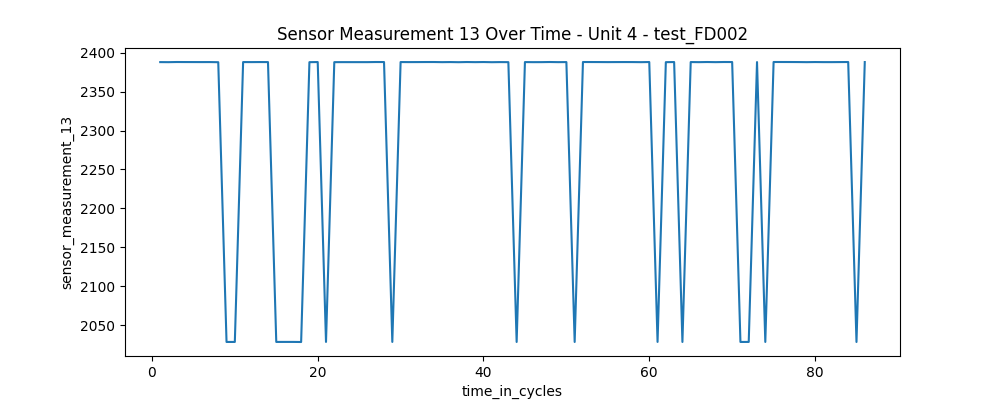 Sensor Measurement 13 Over Time - Unit 4 - test_FD002
2400
2350
2300
2250
2200
2150
2100
2050
sensor_measurement_13
0 20 40 60 80
time_in_cycles